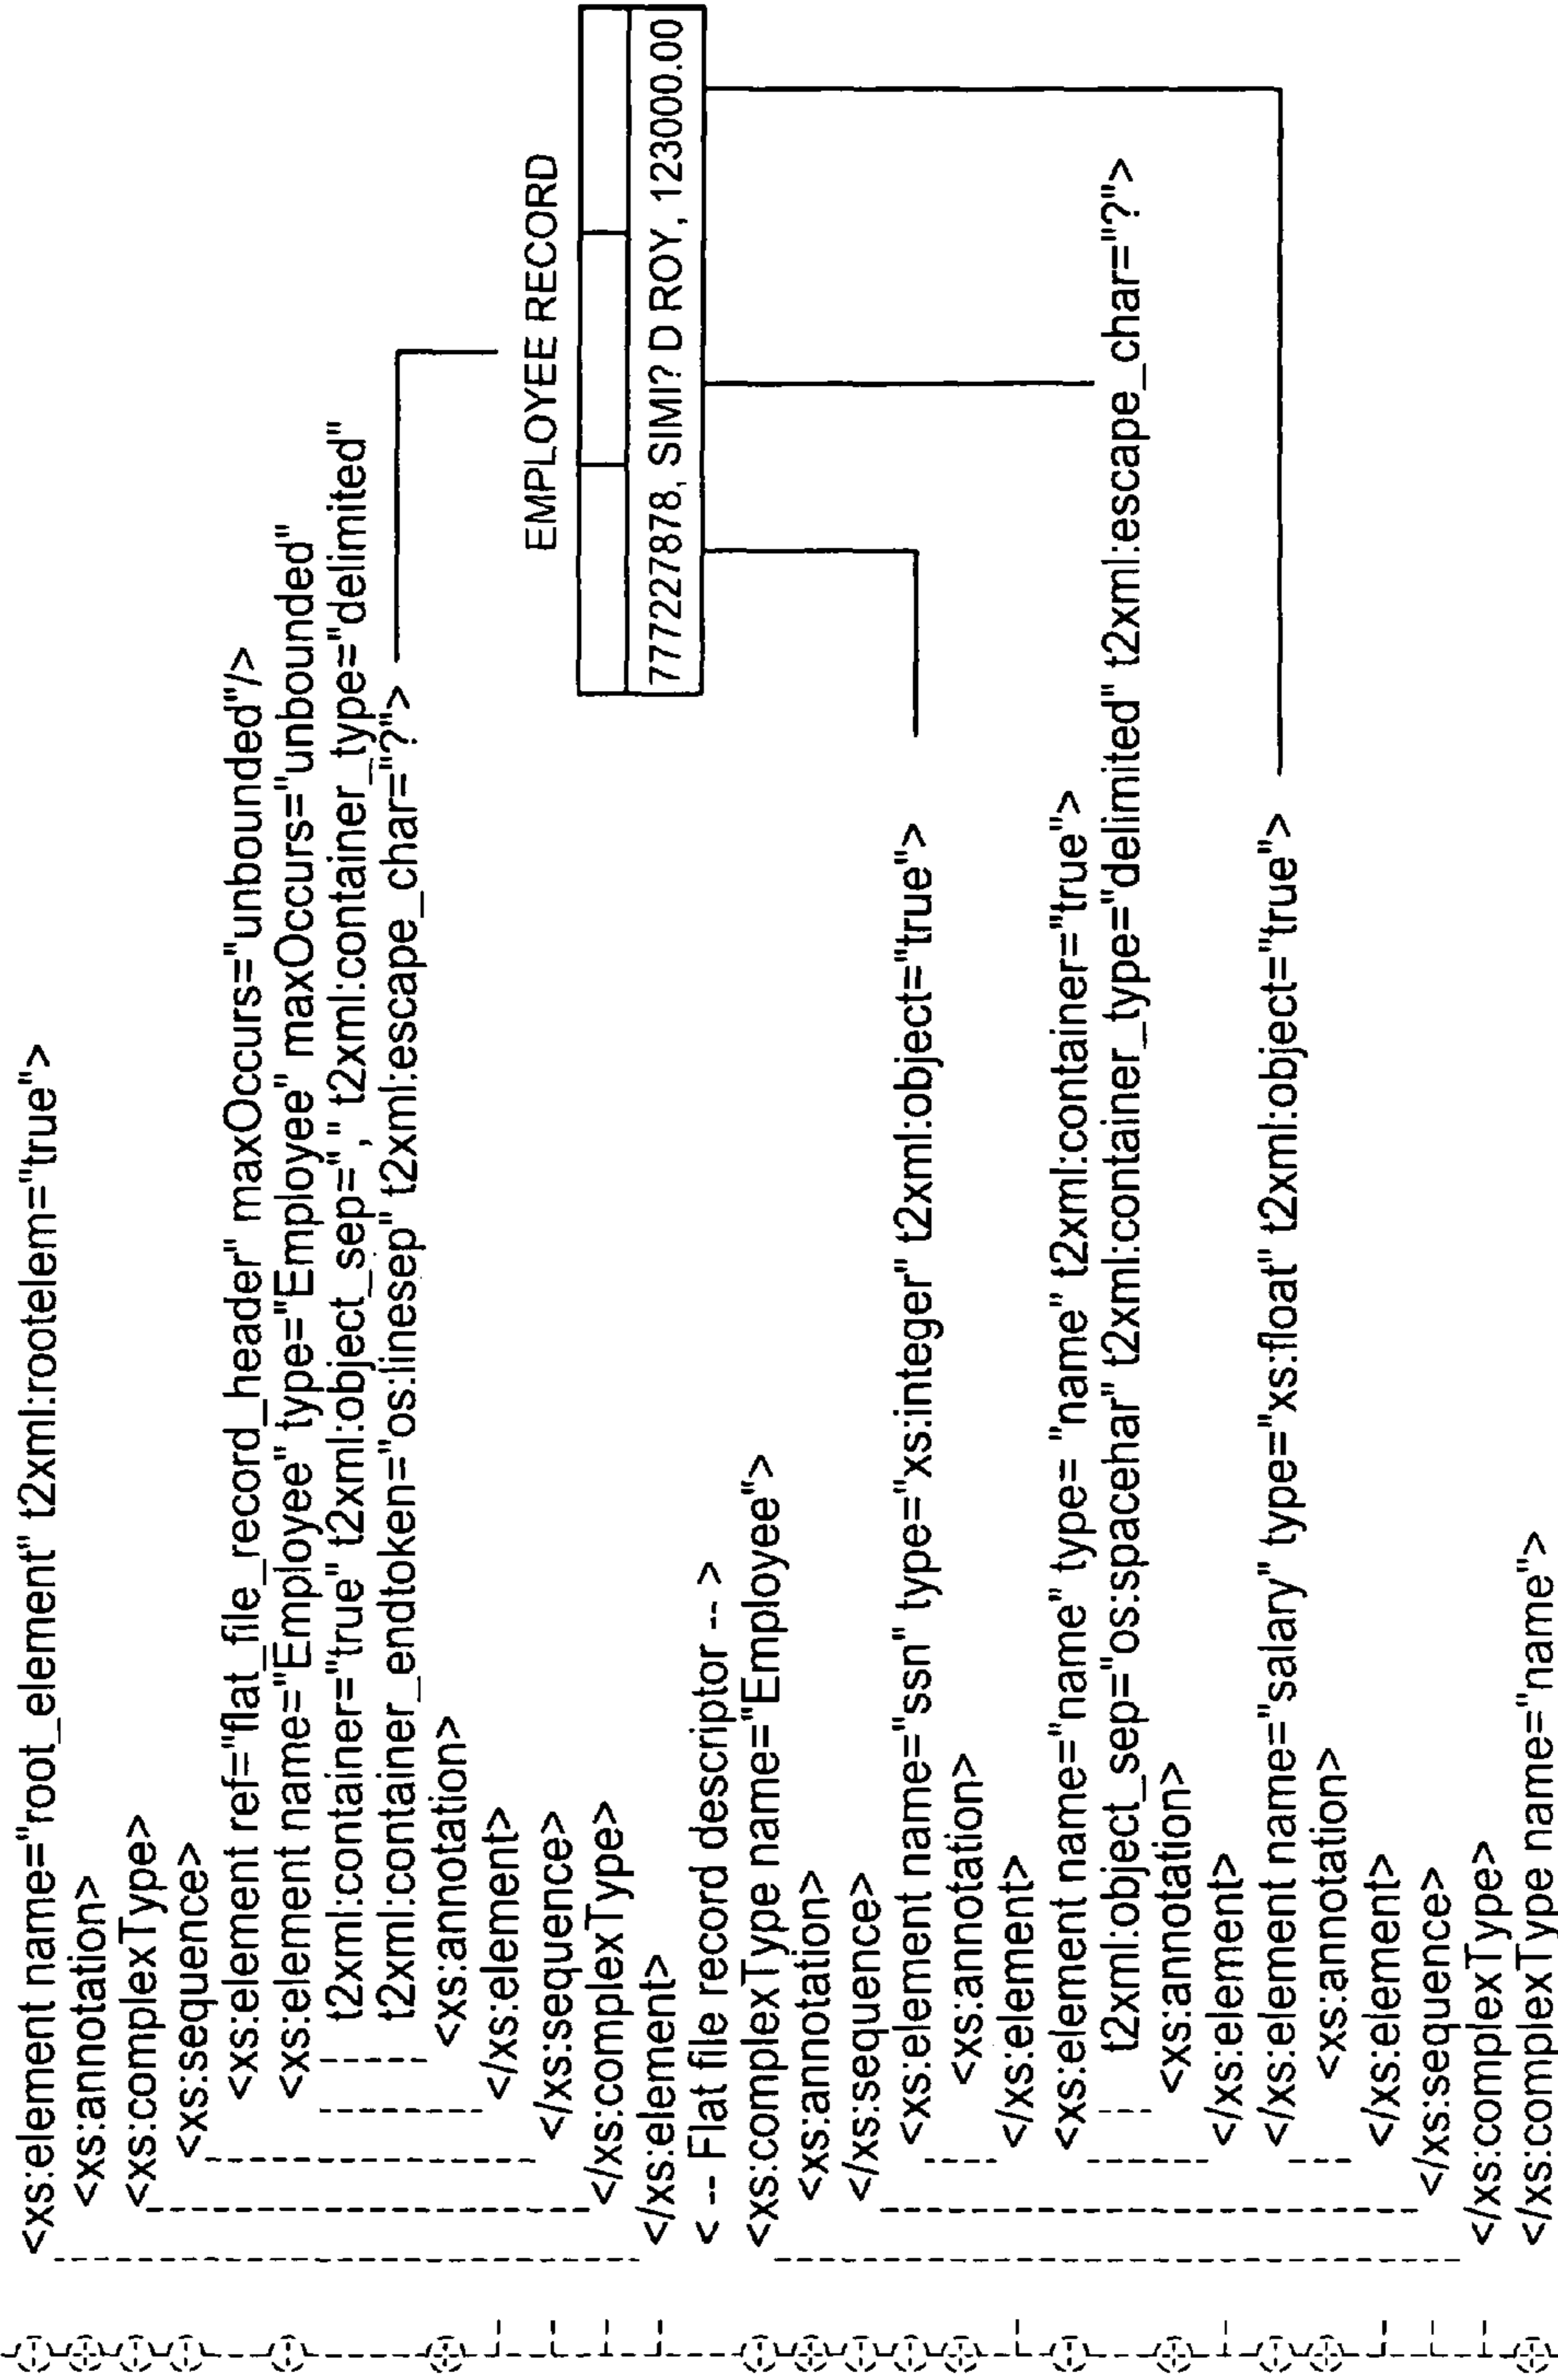 <xs:element name="root_element" t2xml:rootelem="true">
<xs:annotation>
<xs:complexType>
<xs:sequence>
<xs:element ref="flat_file_record_header" maxOccurs="unbounded"/>
<xs:element name="Employee" type="Employee" maxOccurs="unbounded"
t2xml:container="true" t2xml:object_sep="," t2xml:container_type="delimited"
t2xml:container_endtoken="os:linesep" t2xml:escape_char="?">
<xs:annotation>
</xs:element>
</xs:sequence>
</xs:complexType>
</xs:element>
< -- Flat file record descriptor -- >
<xs:complexType name="Employee">
<xs:annotation>
</xs:sequence>
<xs:element name="ssn" type="xs:integer" t2xml:object="true">
<xs:annotation>
</xs:element>
<xs:element name="name" type= "name" t2xml:container="true">
t2xml:object_sep="os:spacehar" t2xml:container_type="delimited" t2xml:escape_char="?">
<xs:annotation>
</xs:element>
</xs:element name="salary" type="xs:float" t2xml:object="true">
<xs:annotation>
</xs:element>
</xs:sequence>
</xs:complexType>
</xs:complexType name="name">
EMPLOYEE RECORD
777227878, SIMI? D ROY, 123000.00